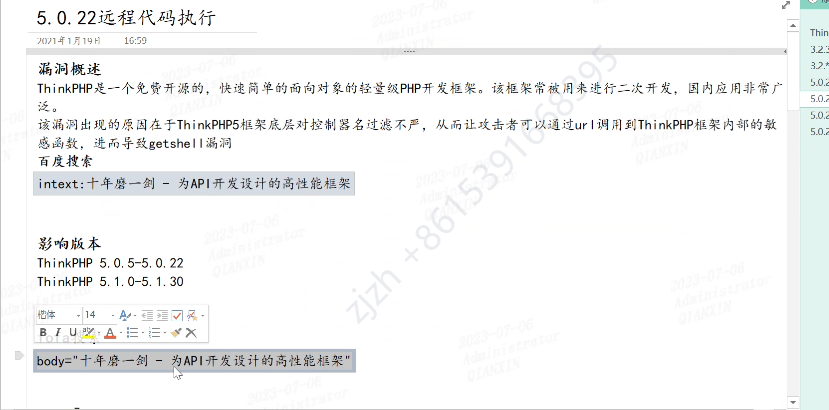 5.0.22远程代码执行
2021年1月19日 16:59
漏洞概述
ThinkPHP是一个免费开源的, 快速简单的面向对象的轻量级PHP开发框架。该框架常被用来进行二次开发, 国内应用非常广
泛。
该漏洞出现的原因在于ThinkPHP5框架底层对控制器名过滤不严, 从而让攻击者可以通过url调用到ThinkPHP框架内部的敏
感函数, 进而导致getshell漏洞
百度搜索
intext:十年磨一剑 - 为API开发设计的高性能框架
影响版本
ThinkPHP 5.0.5-5.0.22
ThinkPHP 5.1.0-5.1.30
楷体 14
B I U ab A
body="十年磨一剑 - 为API开发设计的高性能框架"
Thin
3.2.3
3.2.*
5.0.2
5.0.2
5.0.2
5.0.2
zjzh +8615391668395
2023-07-06
Administrator
QIANXIN